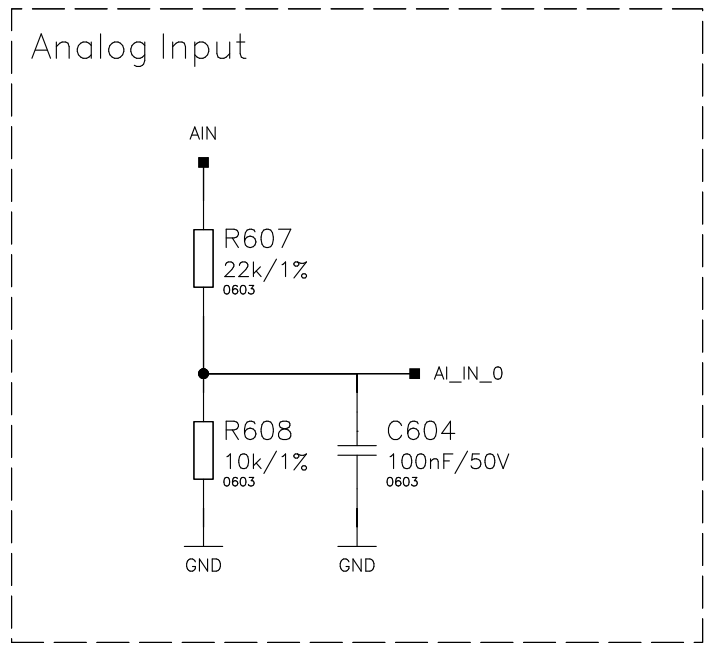 Analog Input
AIN
R607
22k/1%
0603
AI_IN_0
R608
10k/1%
0603
C604
100nF/50V
0603
GND
GND